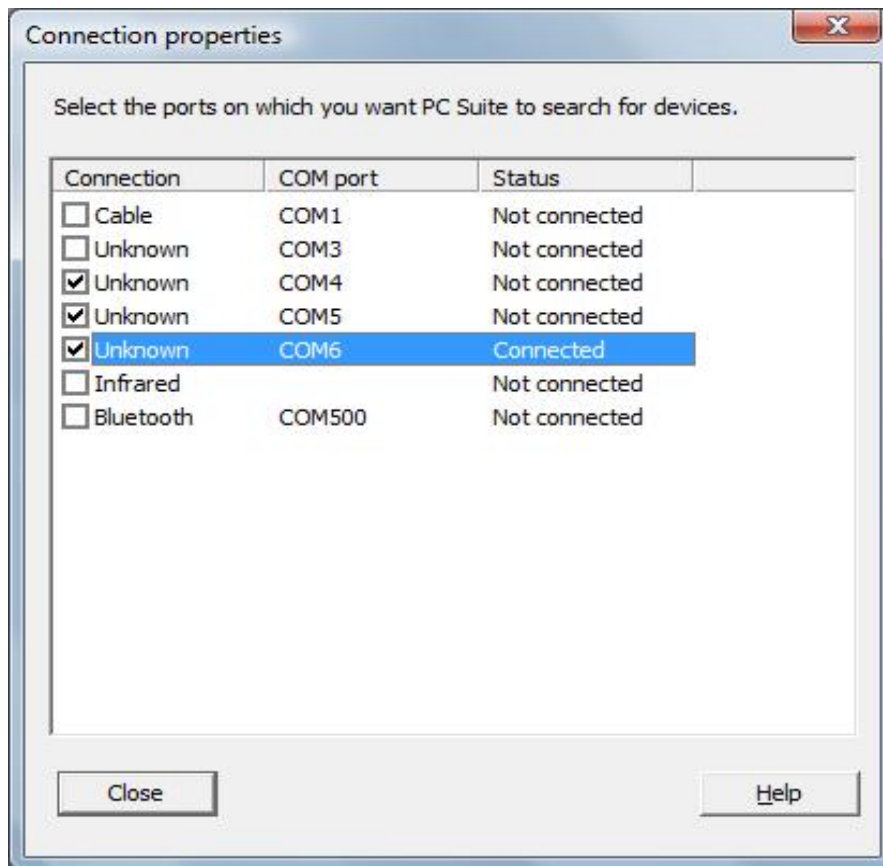 Connection properties
Select the ports on which you want PC Suite to search for devices.
Connection COM port Status
Cable COM1 Not connected
Unknown COM3 Not connected
Unknown COM4 Not connected
Unknown COM5 Not connected
Unknown COM6 Connected
Infrared Not connected
Bluetooth COM500 Not connected
Close Help